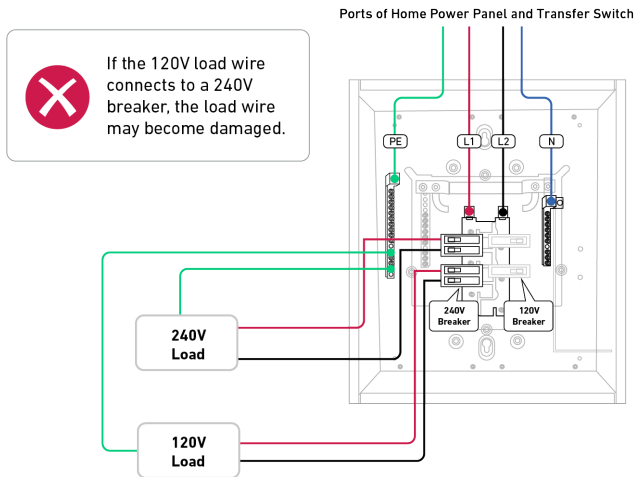 Ports of Home Power Panel and Transfer Switch
If the 120V load wire
connects to a 240V
breaker, the load wire
may become damaged.
PE
L1
L2
N
240V
Breaker
120V
Breaker
240V
Load
120V
Load